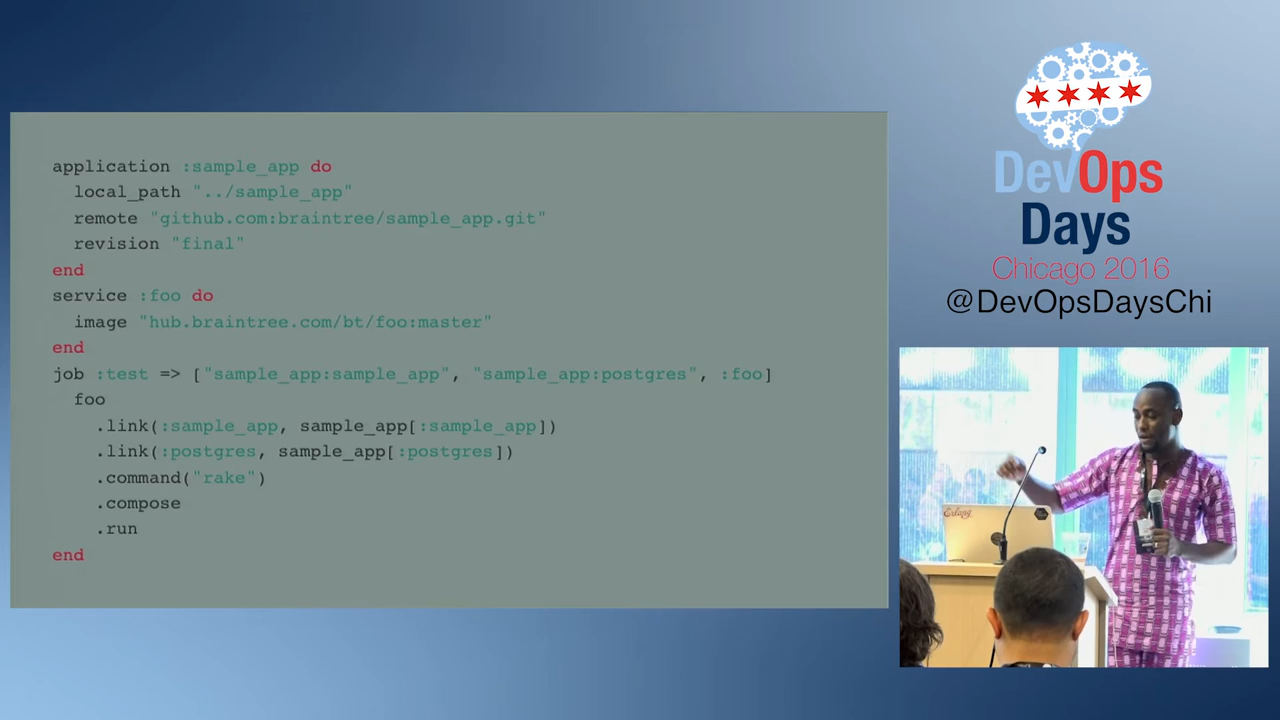 application :sample_app do
  local_path "../sample_app"
  remote "github.com:braintree/sample_app.git"
  revision "final"
end
service :foo do
  image "hub.braintree.com/bt/foo:master"
end
job :test => ["sample_app:sample_app", "sample_app:postgres", :foo]
  foo
    .link(:sample_app, sample_app[:sample_app])
    .link(:postgres, sample_app[:postgres])
    .command("rake")
    .compose
    .run
end
DevOps
Days
Chicago 2016
@DevOpsDaysChi
Erlang